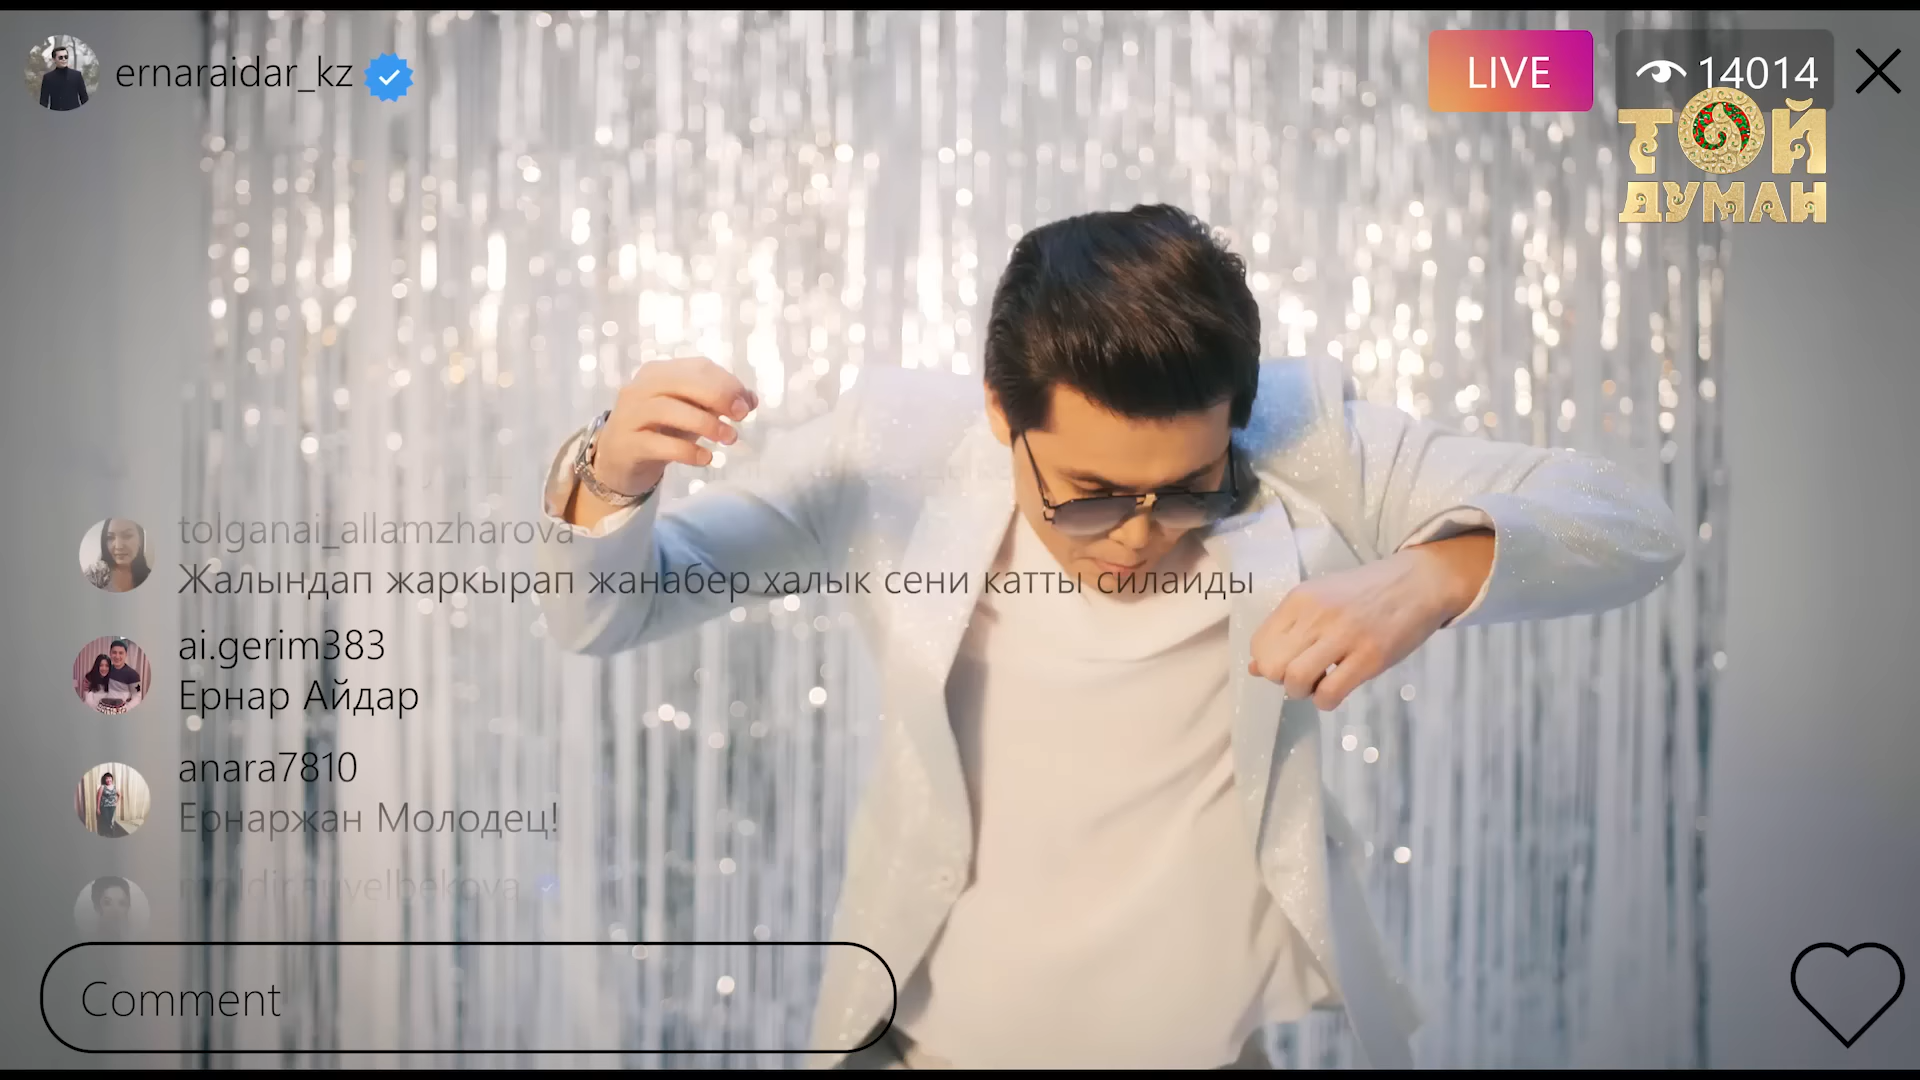 ernaraidar_kz
LIVE
14014
ТОЙ
ДУМАН
tolganai_allamzharova
Жалындап жаркырап жанабер халык сени катты силаиды
ai.gerim383
Ернар Айдар
anara7810
Ернаржан Молодец!
Comment